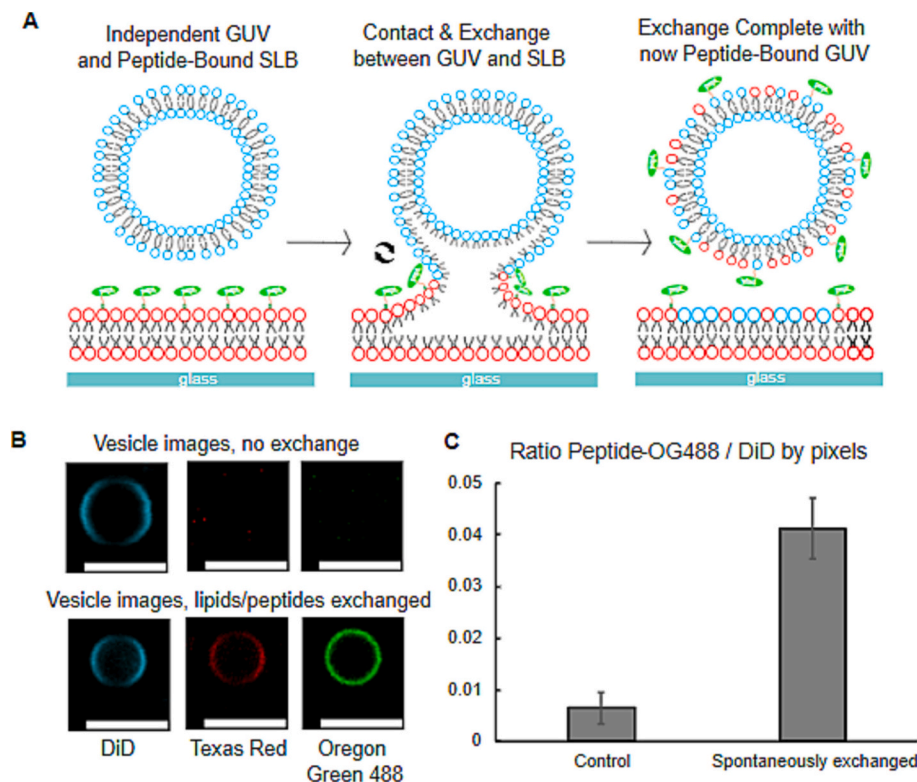 A
Independent GUV
and Peptide-Bound SLB
Contact & Exchange
between GUV and SLB
Exchange Complete with
now Peptide-Bound GUV
glass
glass
glass
B
Vesicle images, no exchange
Vesicle images, lipids/peptides exchanged
DiD
Texas Red
Oregon
Green 488
C
Ratio Peptide-OG488 / DiD by pixels
0.05
0.04
0.03
0.02
0.01
0
Control
Spontaneously exchanged